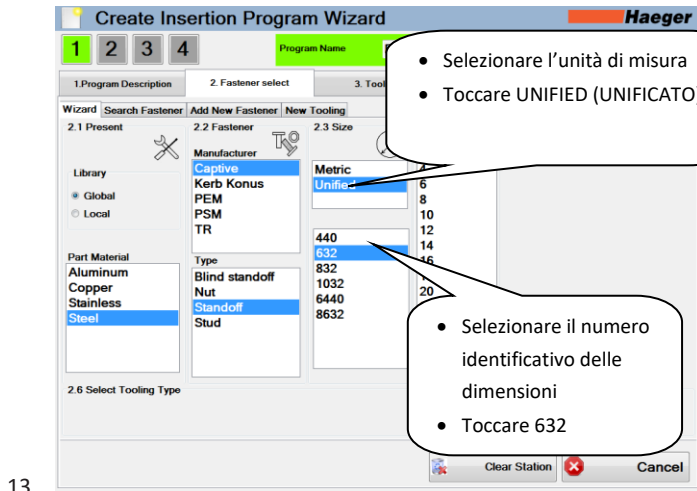 Create Insertion Program Wizard
Haeger
1 2 3 4
Program Name
1.Program Description
2. Fastener select
Wizard
Search Fastener
Add New Fastener
New Tooling
2.1 Present
Library
Global
Local
Part Material
Aluminum
Copper
Stainless
Steel
2.2 Fastener
Manufacturer
Captive
Kerb Konus
PEM
PSM
TR
Type
Blind standoff
Nut
Standoff
Stud
2.3 Size
Metric
Unified
440
632
832
1032
6440
8632
6
8
10
12
14
16
20
2.6 Select Tooling Type
Clear Station
Cancel
• Selezionare l’unità di misura
• Toccare UNIFIED (UNIFICATO)
• Selezionare il numero
identificativo delle
dimensioni
• Toccare 632
13